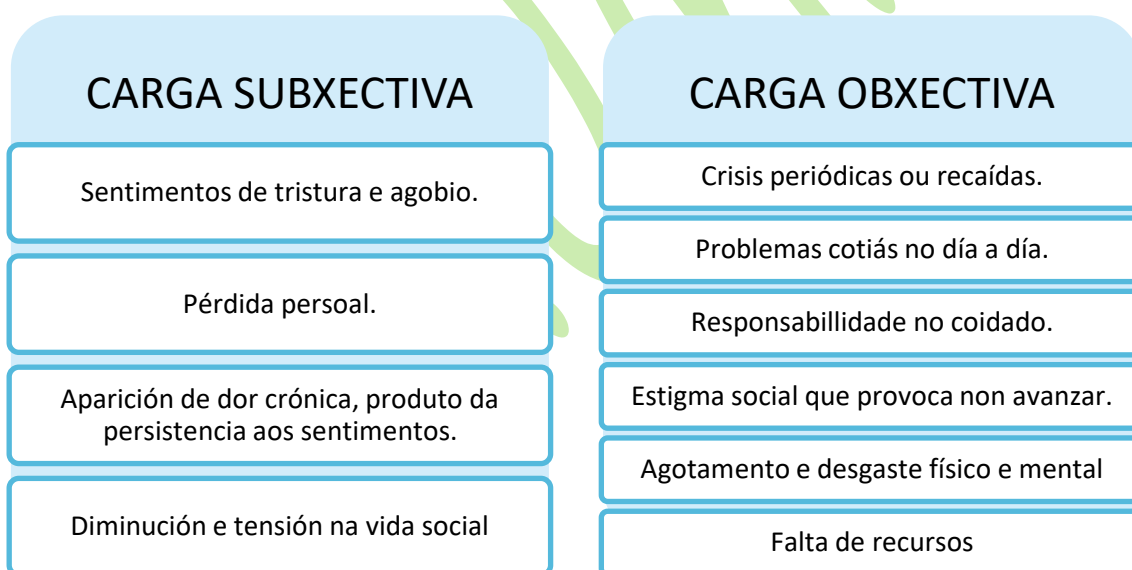 CARGA SUBXECTIVA
Sentimentos de tristura e agobio.
Pérdida persoal.
Aparición de dor crónica, produto da
persistencia aos sentimentos.
Diminución e tensión na vida social
CARGA OBXECTIVA
Crisis periódicas ou recaídas.
Problemas cotiás no día a día.
Responsabillidade no coidado.
Estigma social que provoca non avanzar.
Agotamento e desgaste físico e mental
Falta de recursos